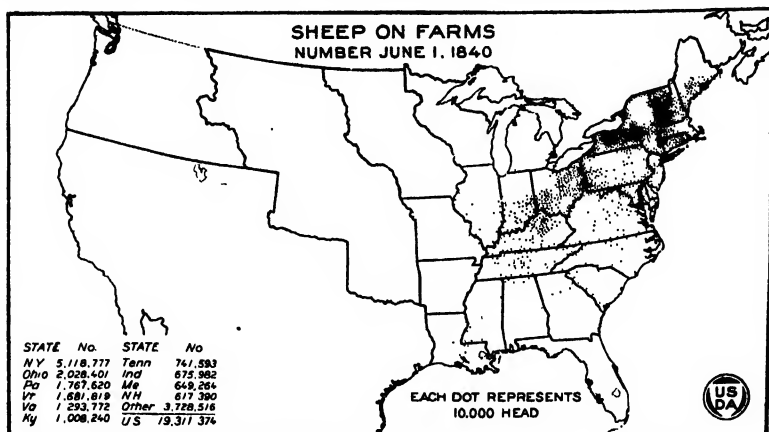 SHEEP ON FARMS
NUMBER JUNE 1, 1840
STATE No. STATE No
NY 5,118,777 Tenn 741,593
Ohio 2,028,401 Ind 675,982
Pa 1,767,620 Me 649,264
Vt 1,681,819 NH 617 390
Va 1 293,772 Other 3,728,516
Ky 1,008,240 US 19,311 374
EACH DOT REPRESENTS
10,000 HEAD
US
DA